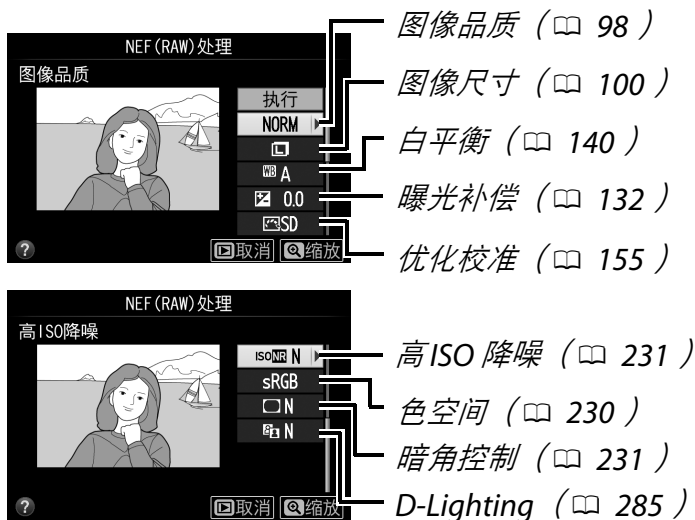 NEF(RAW)处理
图像品质
执行
NORM
L
WB A
0.0
SD
? 取消 缩放
图像品质（ 98 ）
图像尺寸（ 100 ）
白平衡（ 140 ）
曝光补偿（ 132 ）
优化校准（ 155 ）
NEF(RAW)处理
高ISO降噪
ISO NR N
sRGB
N
N
? 取消 缩放
高ISO 降噪（ 231 ）
色空间（ 230 ）
暗角控制（ 231 ）
D-Lighting（ 285 ）